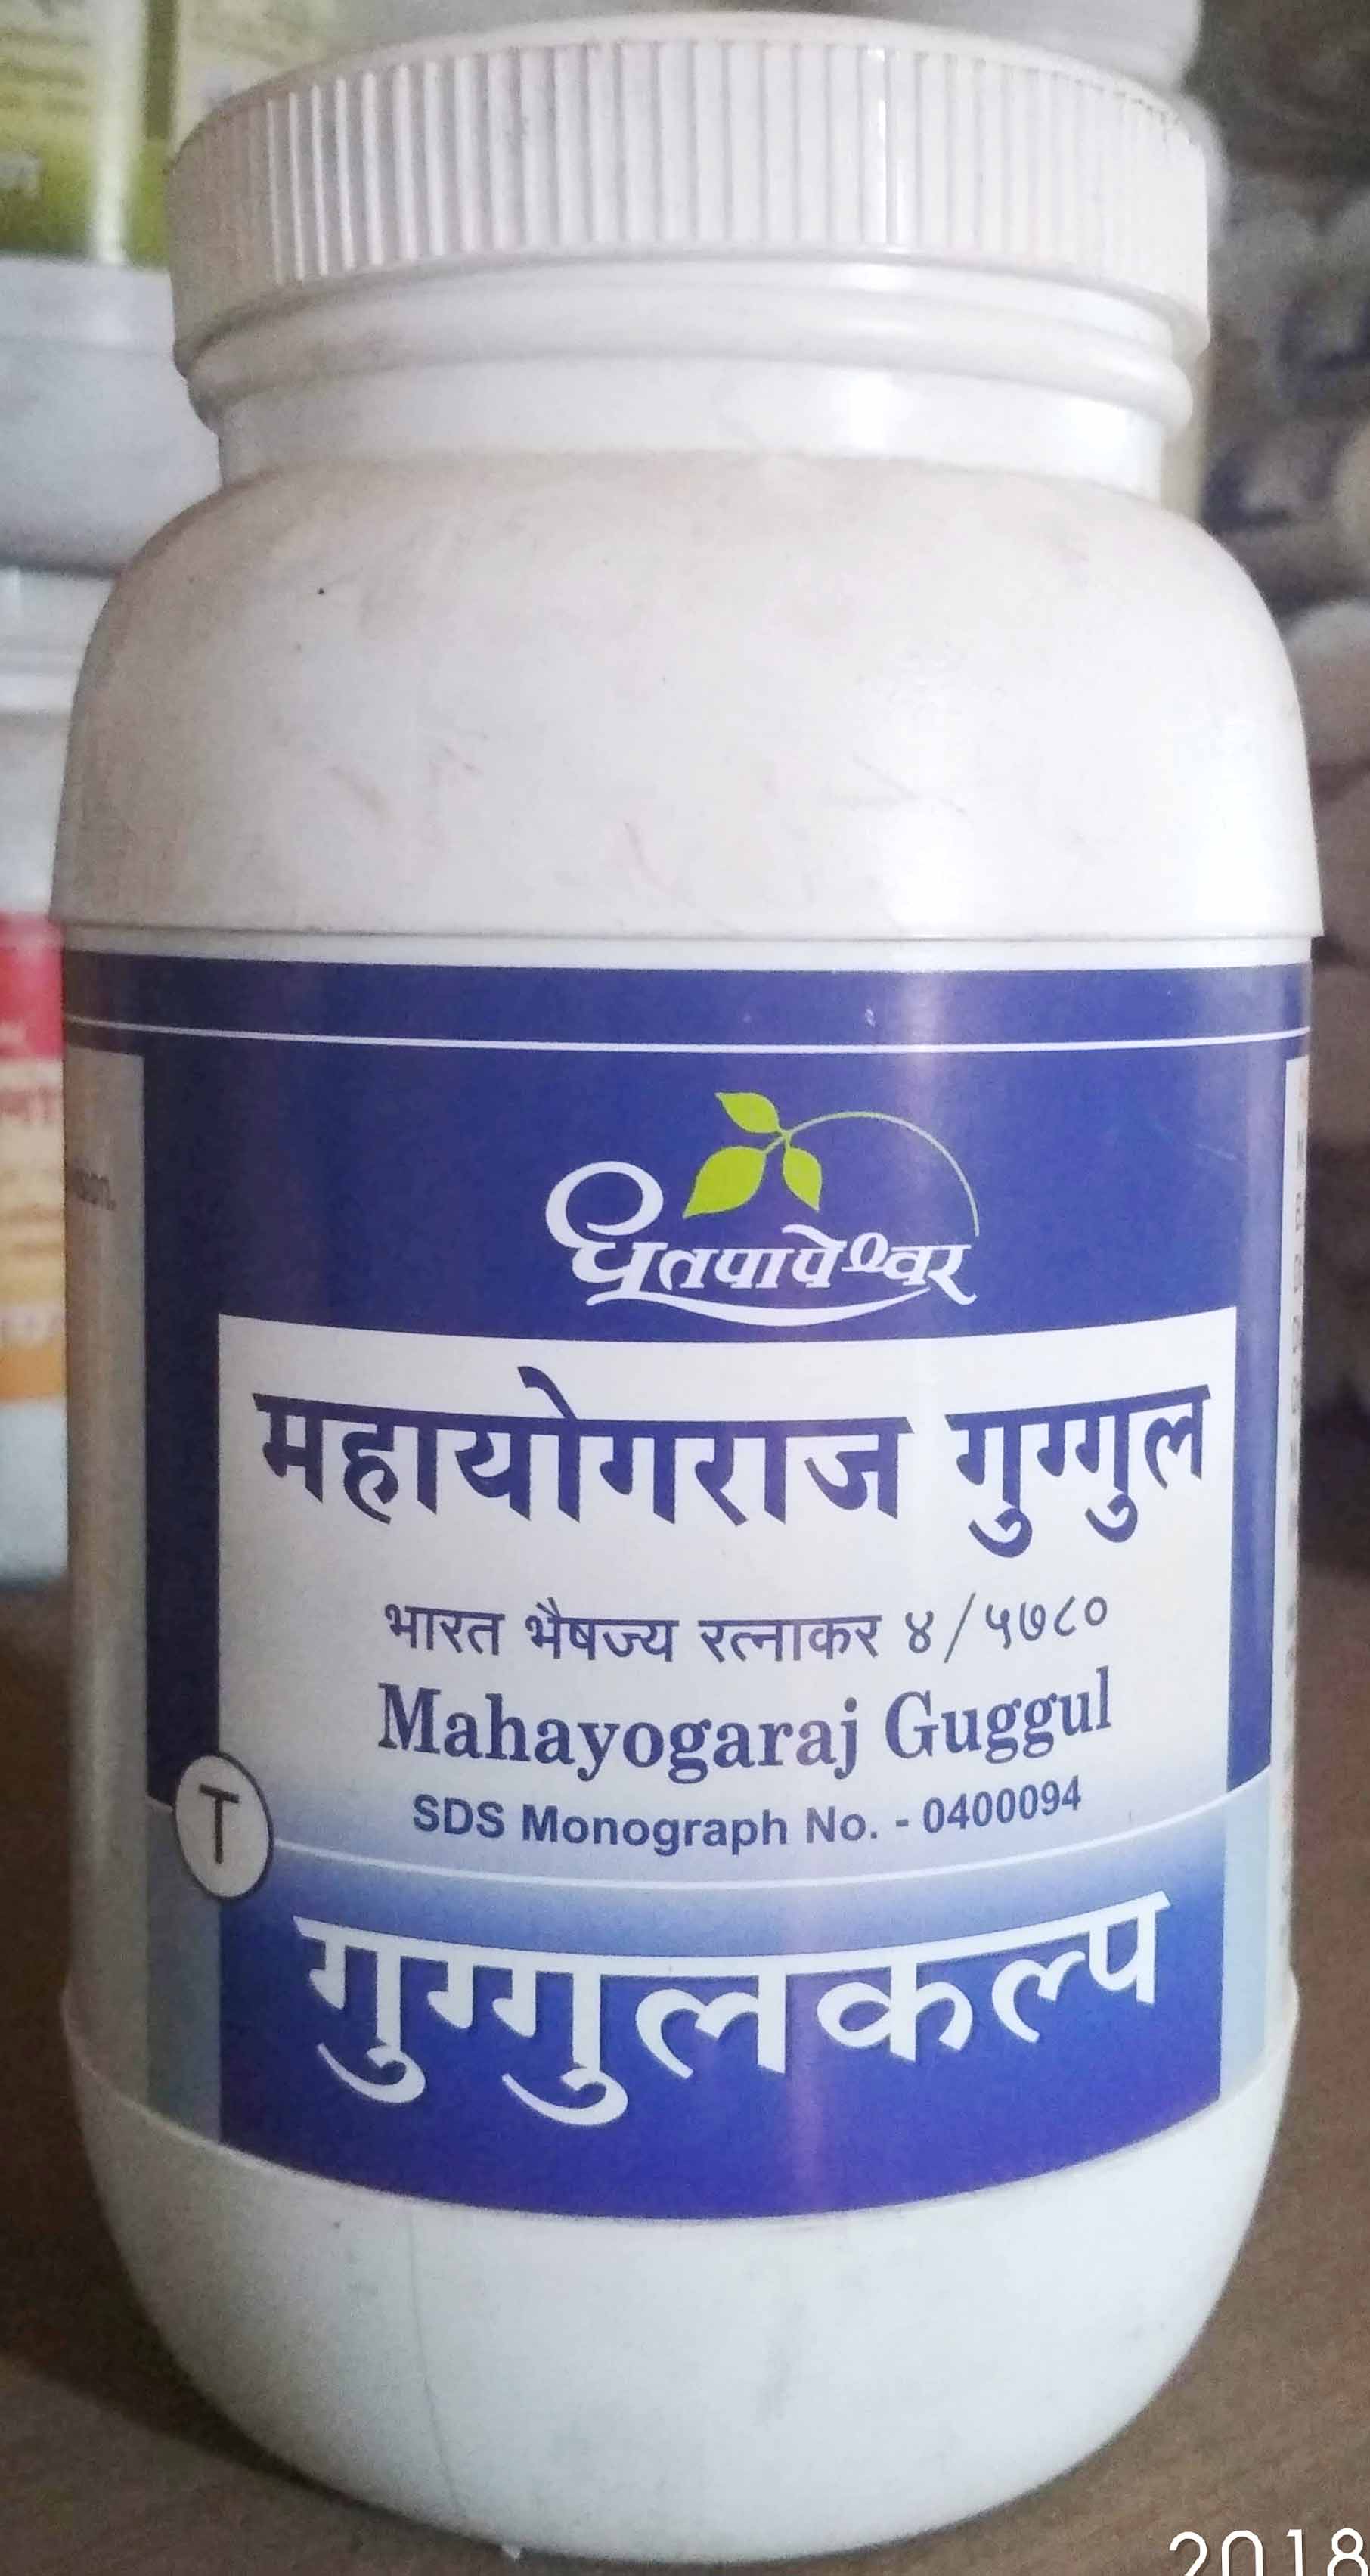 धूतपापेश्वर
महायोगराज गुग्गुल
भारत भैषज्य रत्नाकर ४/५७८०
Mahayogaraj Guggul
SDS Monograph No. - 0400094
T
गुग्गुलकल्प
2018